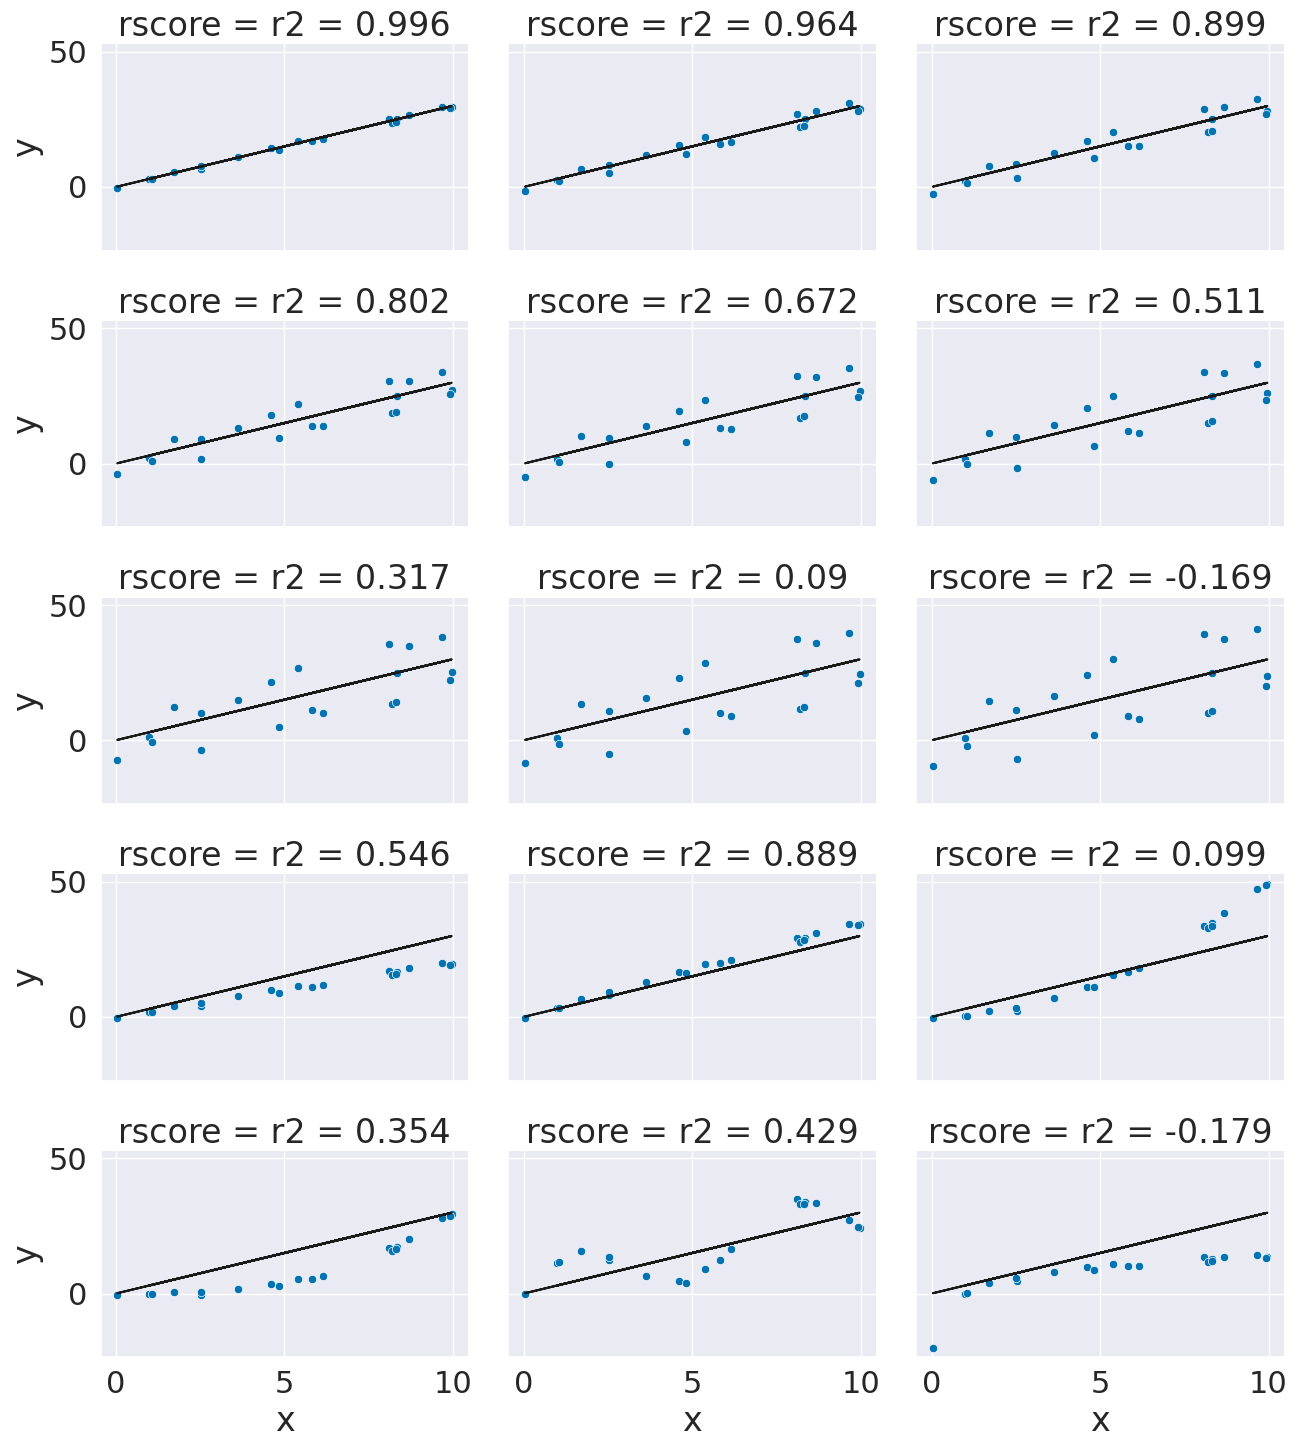 rscore = r2 = 0.996
rscore = r2 = 0.964
rscore = r2 = 0.899
50
0
y
rscore = r2 = 0.802
rscore = r2 = 0.672
rscore = r2 = 0.511
50
0
y
rscore = r2 = 0.317
rscore = r2 = 0.09
rscore = r2 = -0.169
50
0
y
rscore = r2 = 0.546
rscore = r2 = 0.889
rscore = r2 = 0.099
50
0
y
rscore = r2 = 0.354
rscore = r2 = 0.429
rscore = r2 = -0.179
50
0
y
0 5 10
0 5 10
0 5 10
x
x
x